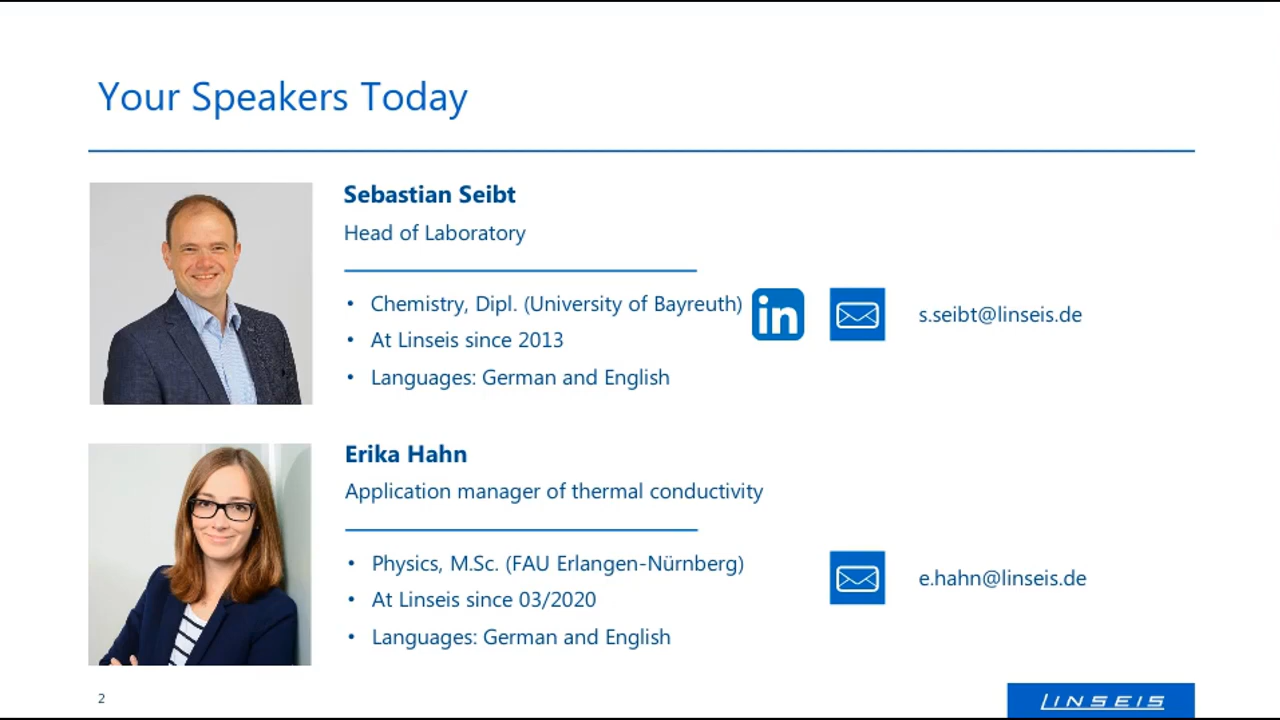 Your Speakers Today
Sebastian Seibt
Head of Laboratory
• Chemistry, Dipl. (University of Bayreuth)
in
s.seibt@linseis.de
• At Linseis since 2013
• Languages: German and English
Erika Hahn
Application manager of thermal conductivity
• Physics, M.Sc. (FAU Erlangen-Nürnberg)
e.hahn@linseis.de
• At Linseis since 03/2020
• Languages: German and English
2
LINSEIS